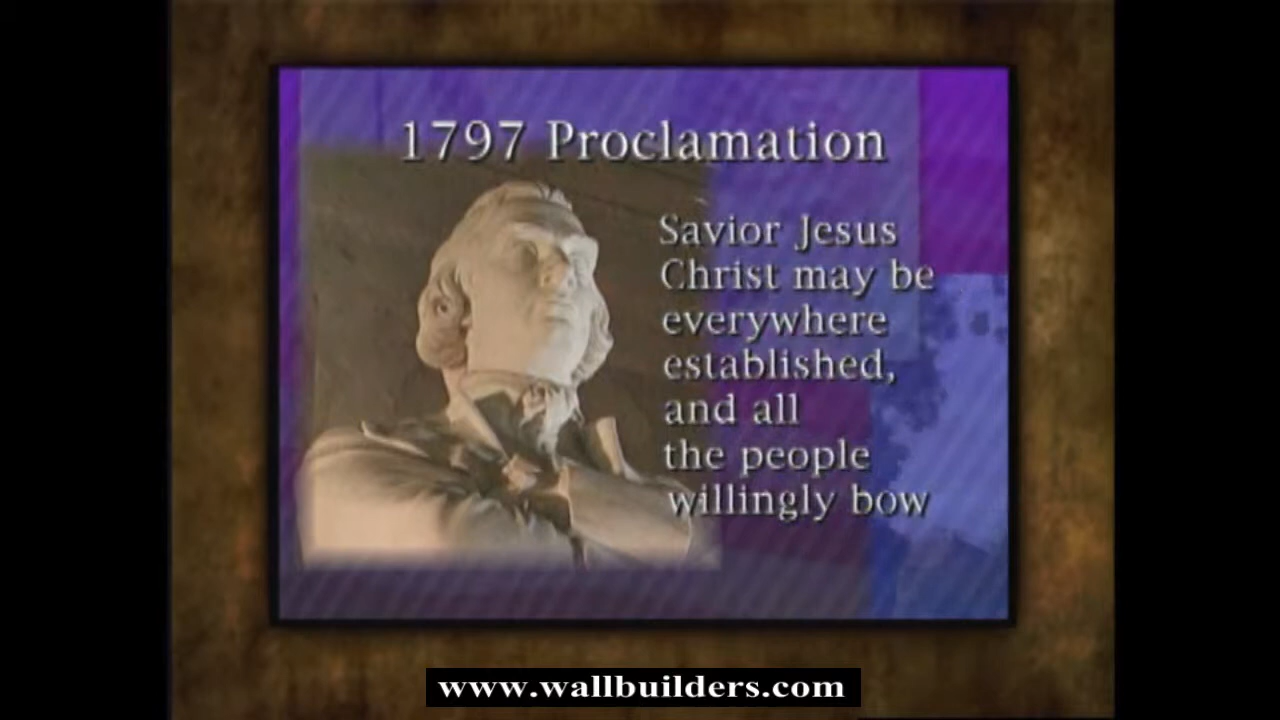 1797 Proclamation
Savior Jesus
Christ may be
everywhere
established,
and all
the people
willingly bow
www.wallbuilders.com